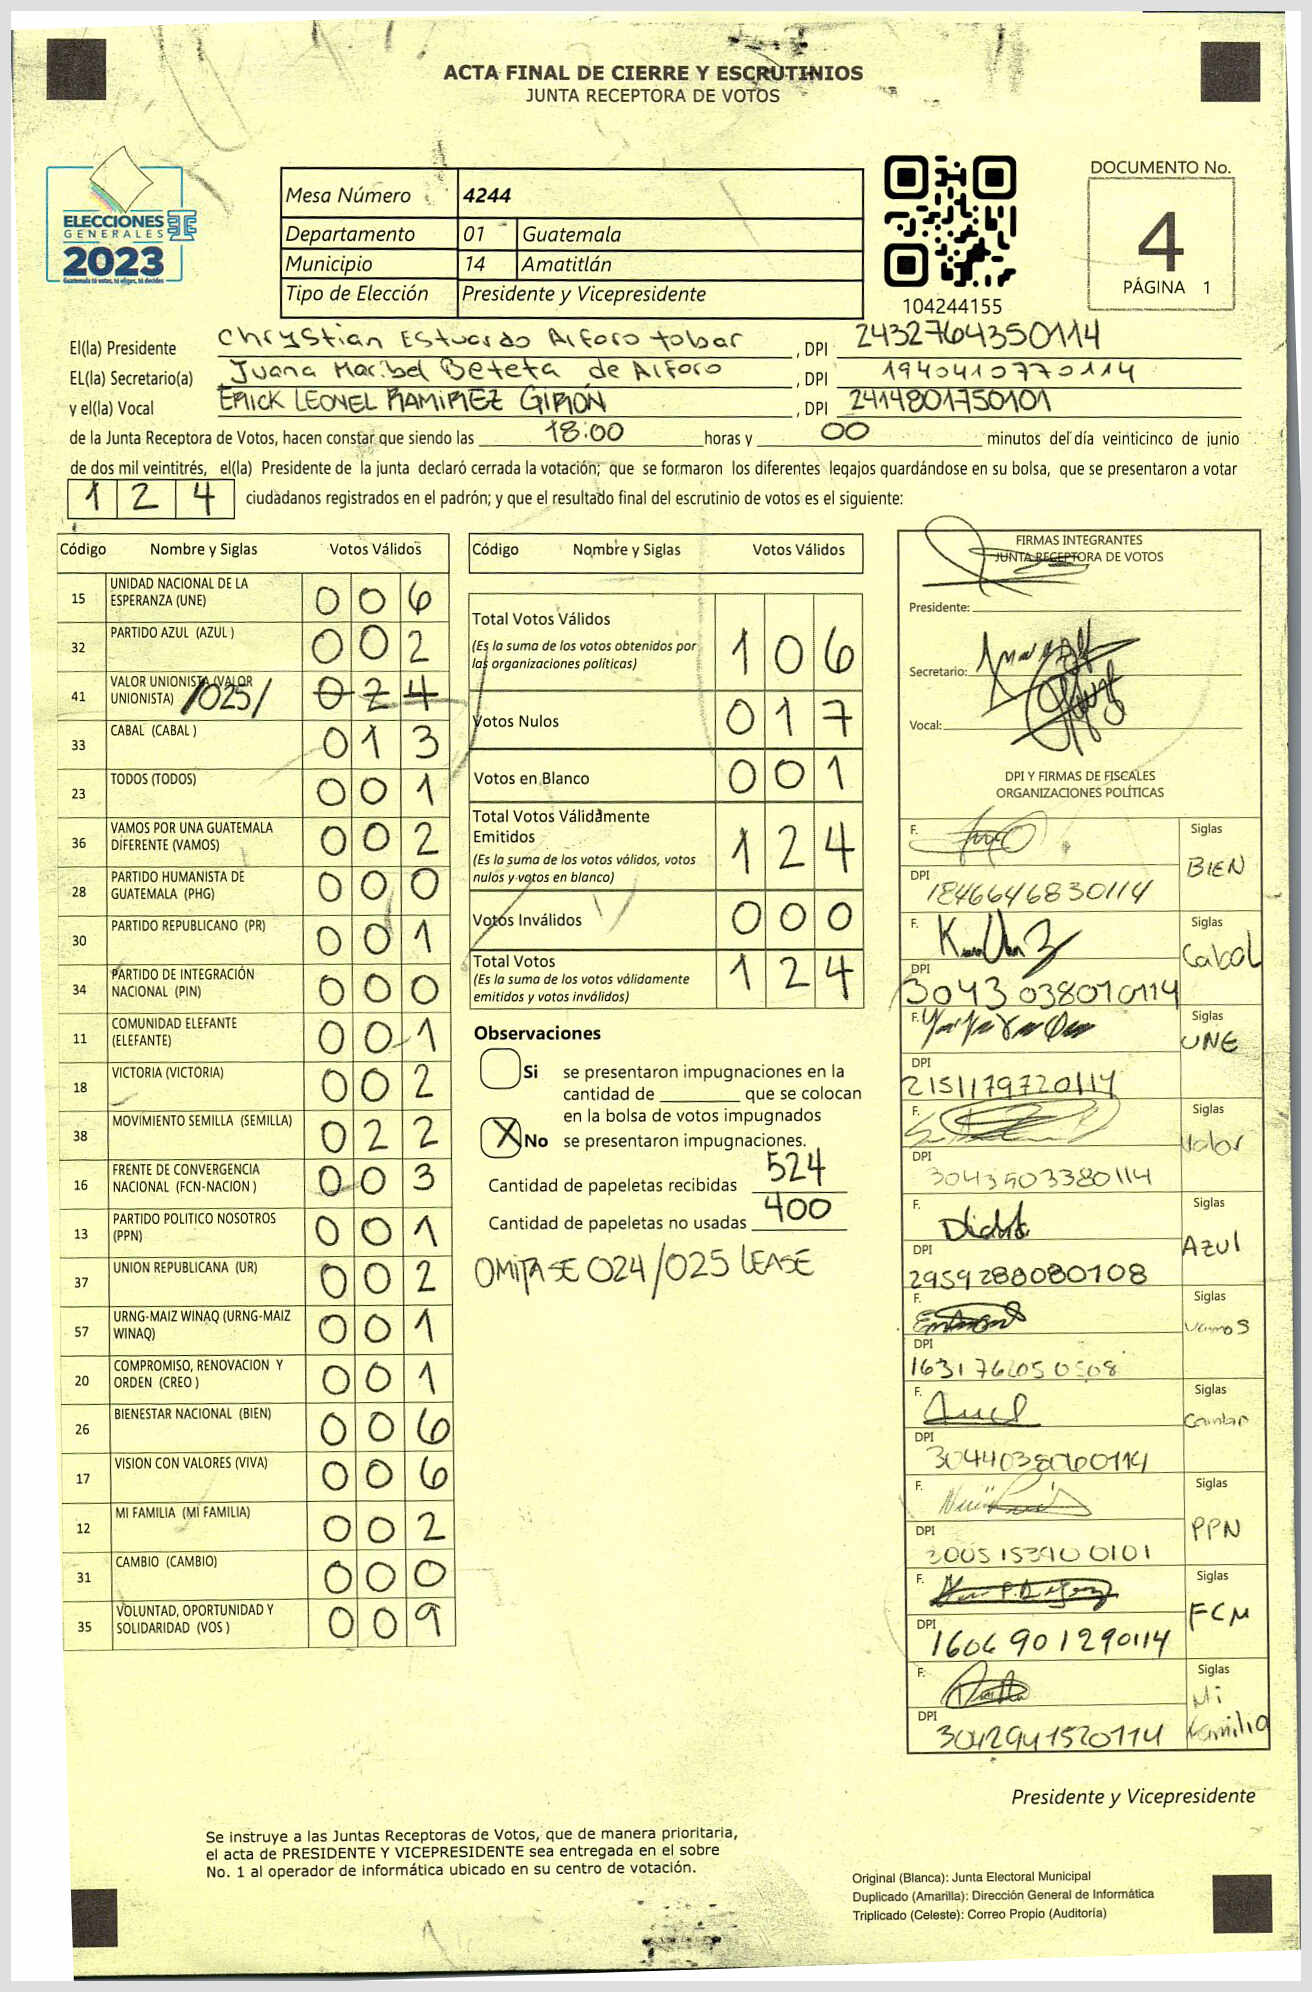 ACTA FINAL DE CIERRE Y ESCRUTINIOS
JUNTA RECEPTORA DE VOTOS
ELECCIONES
GENERALES
2023
Guatemala tú votas, tú eliges, tú decides
Mesa Número 4244
Departamento 01 Guatemala
Municipio 14 Amatitlán
Tipo de Elección Presidente y Vicepresidente
104244155
DOCUMENTO No.
4
PÁGINA 1
El(la) Presidente Chrystian Estuardo Alfaro tobar , DPI 2432764350114
EL(la) Secretario(a) Juana Maribel Beteta de Alfaro , DPI 1940410770114
y el(la) Vocal ERICK LEONEL RAMIREZ GIRON , DPI 2414801750101
de la Junta Receptora de Votos, hacen constar que siendo las 18:00 horas y 00 minutos del día veinticinco de junio
de dos mil veintitrés, el(la) Presidente de la junta declaró cerrada la votación; que se formaron los diferentes legajos guardándose en su bolsa, que se presentaron a votar
1 2 4 ciudadanos registrados en el padrón; y que el resultado final del escrutinio de votos es el siguiente:
Código Nombre y Siglas Votos Válidos
15 UNIDAD NACIONAL DE LA ESPERANZA (UNE) 0 0 6
32 PARTIDO AZUL (AZUL ) 0 0 2
41 VALOR UNIONISTA (VALOR UNIONISTA) /025/ 0 2 4
33 CABAL (CABAL ) 0 1 3
23 TODOS (TODOS) 0 0 1
36 VAMOS POR UNA GUATEMALA DIFERENTE (VAMOS) 0 0 2
28 PARTIDO HUMANISTA DE GUATEMALA (PHG) 0 0 0
30 PARTIDO REPUBLICANO (PR) 0 0 1
34 PARTIDO DE INTEGRACIÓN NACIONAL (PIN) 0 0 0
11 COMUNIDAD ELEFANTE (ELEFANTE) 0 0 1
18 VICTORIA (VICTORIA) 0 0 2
38 MOVIMIENTO SEMILLA (SEMILLA) 0 2 2
16 FRENTE DE CONVERGENCIA NACIONAL (FCN-NACION ) 0 0 3
13 PARTIDO POLITICO NOSOTROS (PPN) 0 0 1
37 UNION REPUBLICANA (UR) 0 0 2
57 URNG-MAIZ WINAQ (URNG-MAIZ WINAQ) 0 0 1
20 COMPROMISO, RENOVACION Y ORDEN (CREO ) 0 0 1
26 BIENESTAR NACIONAL (BIEN) 0 0 6
17 VISION CON VALORES (VIVA) 0 0 6
12 MI FAMILIA (MI FAMILIA) 0 0 2
31 CAMBIO (CAMBIO) 0 0 0
35 VOLUNTAD, OPORTUNIDAD Y SOLIDARIDAD (VOS ) 0 0 9
Código Nombre y Siglas Votos Válidos
Total Votos Válidos 1 0 6
(Es la suma de los votos obtenidos por
las organizaciones políticas)
Votos Nulos 0 1 7
Votos en Blanco 0 0 1
Total Votos Válidamente
Emitidos 1 2 4
(Es la suma de los votos válidos, votos
nulos y votos en blanco)
Votos Inválidos 0 0 0
Total Votos 1 2 4
(Es la suma de los votos válidamente
emitidos y votos inválidos)
Observaciones
Si se presentaron impugnaciones en la
cantidad de ________ que se colocan
en la bolsa de votos impugnados
X No se presentaron impugnaciones.
Cantidad de papeletas recibidas 524
Cantidad de papeletas no usadas 400
OMITASE 024/025 LEASE
FIRMAS INTEGRANTES
JUNTA RECEPTORA DE VOTOS
Presidente:
Secretario:
Vocal:
DPI Y FIRMAS DE FISCALES
ORGANIZACIONES POLÍTICAS
F. Siglas
BIEN
DPI
1846646830114
F. Siglas
Cabal
DPI
3043038010114
F. Siglas
UNE
DPI
2151179720114
F. Siglas
Valor
DPI
3043503380114
F. Siglas
Azul
DPI
2959288080108
F. Siglas
vamos
DPI
F. Siglas
DPI
3044038060114
F. Siglas
PPN
DPI
3005153900101
F. Siglas
FCM
DPI
1606901290114
F. Siglas
Mi
Familia
DPI
3042941520114
Presidente y Vicepresidente
Se instruye a las Juntas Receptoras de Votos, que de manera prioritaria,
el acta de PRESIDENTE Y VICEPRESIDENTE sea entregada en el sobre
No. 1 al operador de informática ubicado en su centro de votación.
Original (Blanca): Junta Electoral Municipal
Duplicado (Amarilla): Dirección General de Informática
Triplicado (Celeste): Correo Propio (Auditoría)